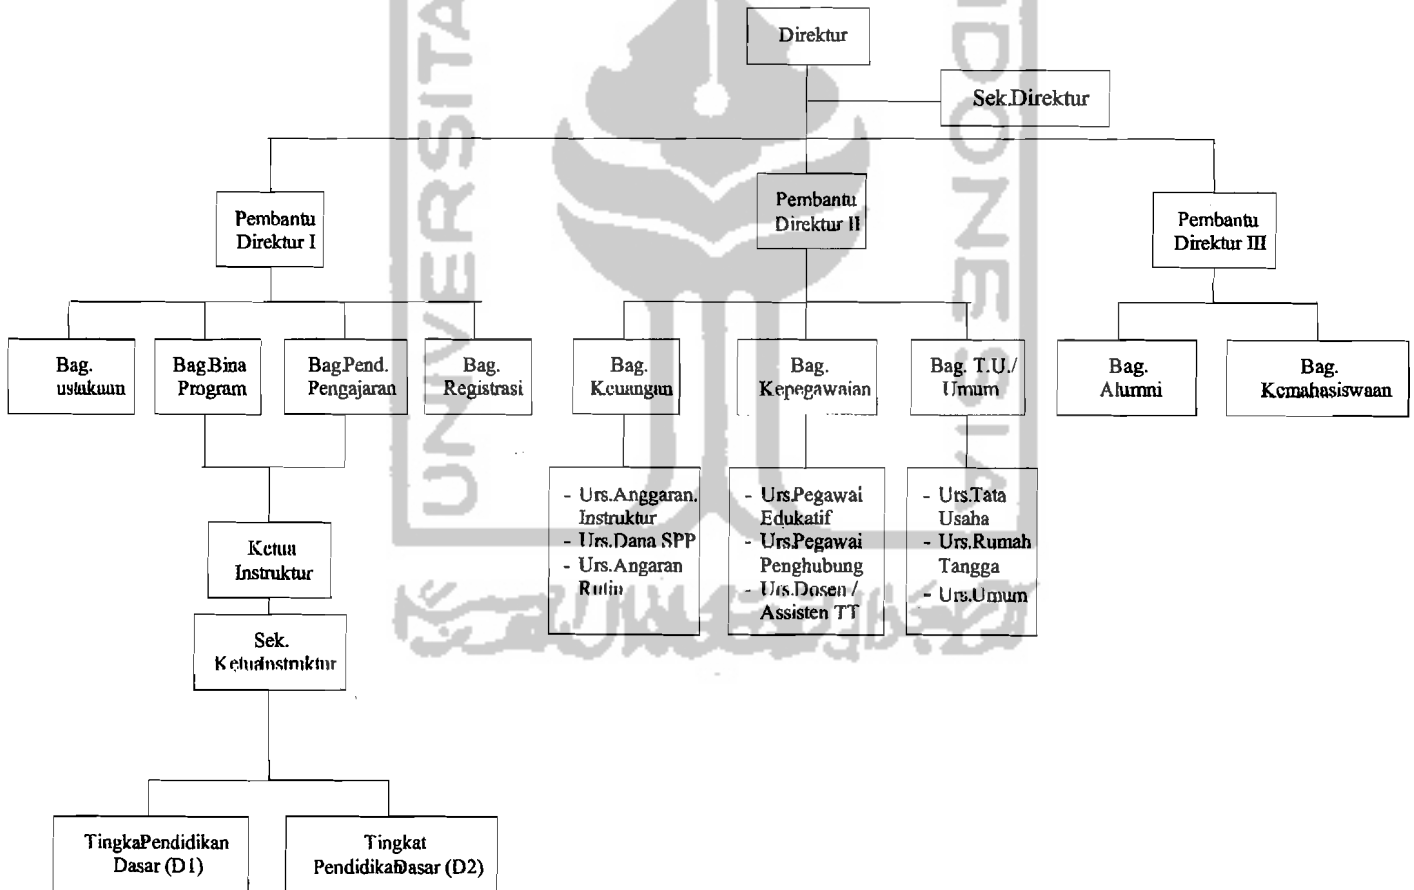 Direktur
Sek.Direktur
Pembantu
Direktur I
Pembantu
Direktur II
Pembantu
Direktur III
Bag.
ustakaan
Bag.Bina
Program
Bag.Pend.
Pengajaran
Bag.
Registrasi
Bag.
Keuangan
Bag.
Kepegawaian
Bag. T.U./
Umum
Bag.
Alumni
Bag.
Kemahasiswaan
- Urs.Anggaran.
Instruktur
- Urs.Dana SPP
- Urs.Angaran
Rutin
- Urs.Pegawai
Edukatif
- Urs.Pegawai
Penghubung
- Urs.Dosen /
Assisten TT
- Urs.Tata
Usaha
- Urs.Rumah
Tangga
- Urs.Umum
Ketua
Instruktur
Sek.
KetuaInstruktur
TingkaPendidikan
Dasar (D1)
Tingkat
PendidikanDasar (D2)
UNIVERSITA
DONESIA